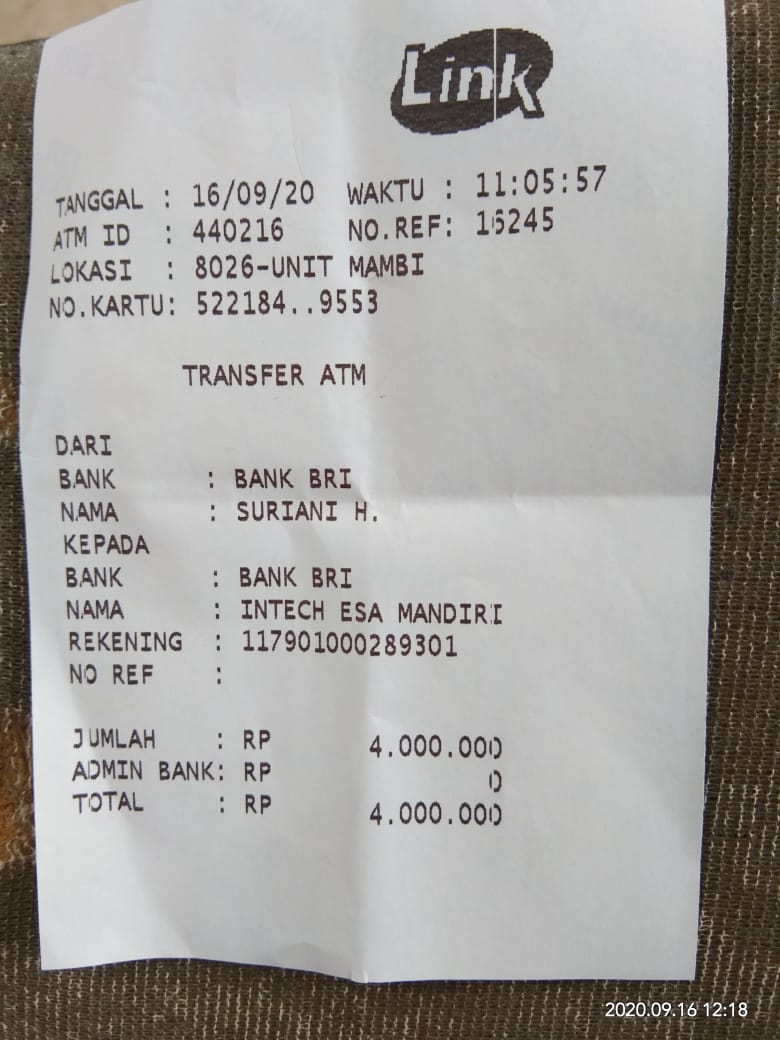 Link
TANGGAL : 16/09/20 WAKTU : 11:05:57
ATM ID : 440216 NO.REF: 16245
LOKASI : 8026-UNIT MAMBI
NO.KARTU: 522184..9553
TRANSFER ATM
DARI
BANK : BANK BRI
NAMA : SURIANI H.
KEPADA
BANK : BANK BRI
NAMA : INTECH ESA MANDIRI
REKENING : 117901000289301
NO REF :
JUMLAH : RP 4.000.000
ADMIN BANK: RP 0
TOTAL : RP 4.000.000
2020.09.16 12:18